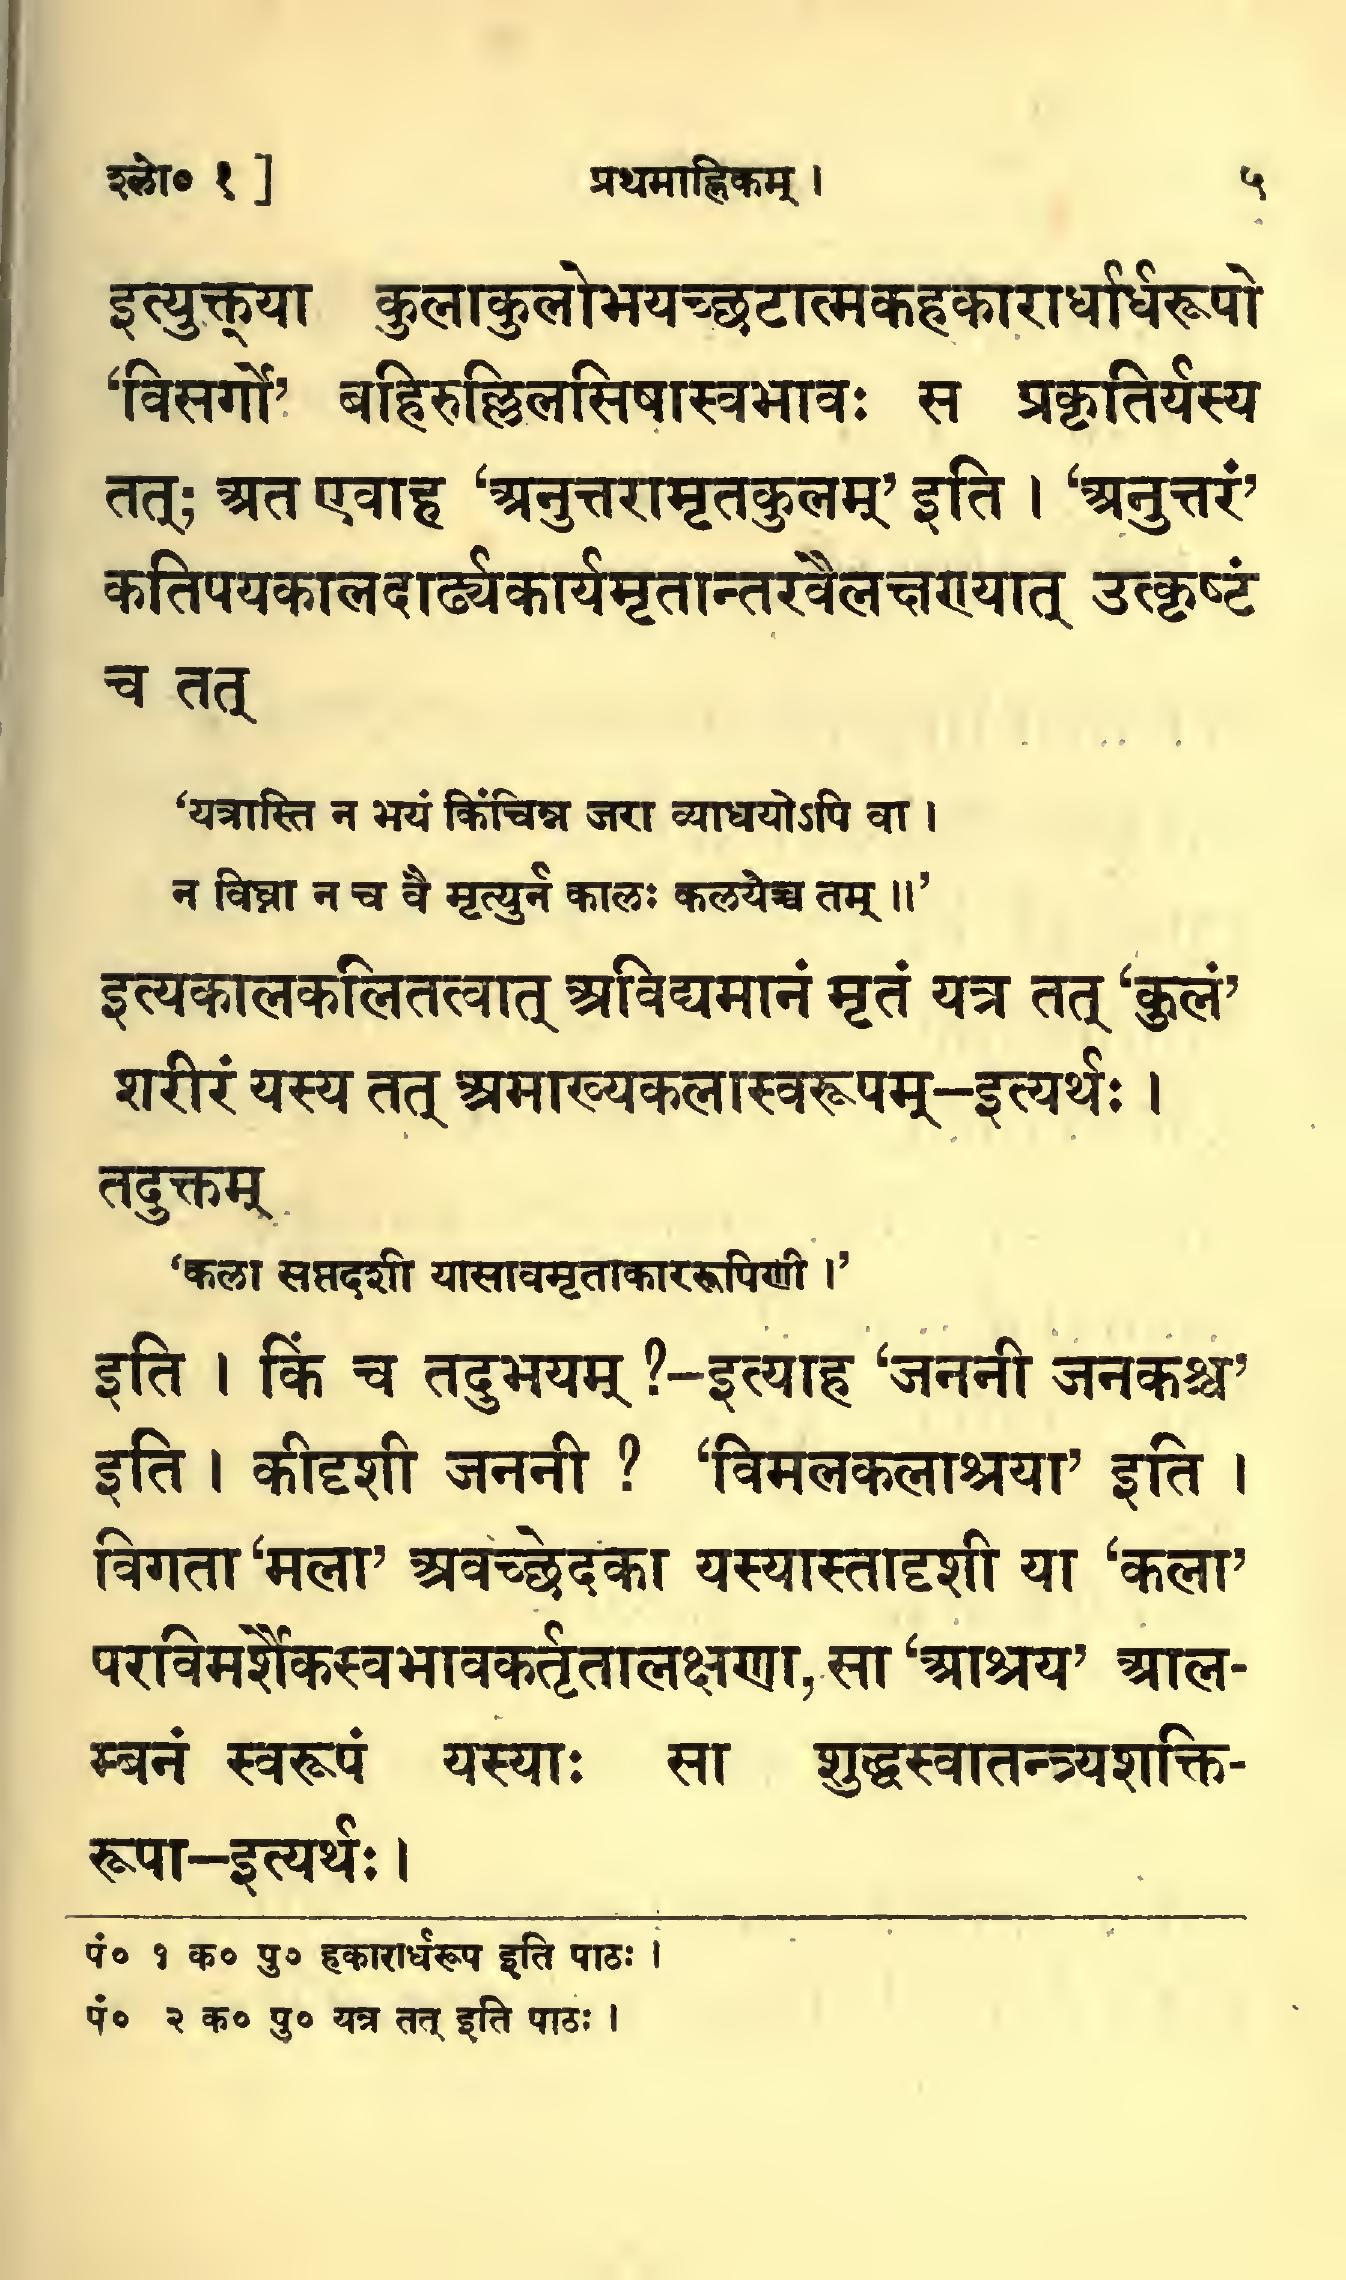 श्लो० १ ]
प्रथमाह्निकम् ।
५
इत्युक्त्या कुलाकुलोभयच्छटात्मकहकारार्धार्धरूपो
‘विसर्गो’ बहिरुल्लिलसिषास्वभावः स प्रकृतिर्यस्य
तत्; अत एवाह ‘अनुत्तरामृतकुलम्’ इति । ‘अनुत्तरं’
कतिपयकालदार्ढ्यकार्यमृतान्तरवैलक्षण्यात् उत्कृष्टं
च तत्
‘यत्रास्ति न भयं किंचिन्न जरा व्याधयोऽपि वा ।
न विघ्ना न च वै मृत्युर्न कालः कलयेच्च तम् ॥’
इत्यकालकलितत्वात् अविद्यमानं मृतं यत्र तत् ‘कुलं’
शरीरं यस्य तत् अमाख्यकलास्वरूपम्—इत्यर्थः ।
तदुक्तम्
‘कला सप्तदशी यासावमृताकाररूपिणी ।’
इति । किं च तदुभयम् ?—इत्याह ‘जननी जनकश्च’
इति । कीदृशी जननी ? ‘विमलकलाश्रया’ इति ।
विगता ‘मला’ अवच्छेदका यस्यास्तादृशी या ‘कला’
परविमर्शैकस्वभावकर्तृतालक्षणा, सा ‘आश्रय’ आल-
म्बनं स्वरूपं यस्याः सा शुद्धस्वातन्त्र्यशक्ति-
रूपा—इत्यर्थः ।
पं० १ क० पु० हकारार्धरूप इति पाठः ।
पं० २ क० पु० यत्र तत् इति पाठः ।